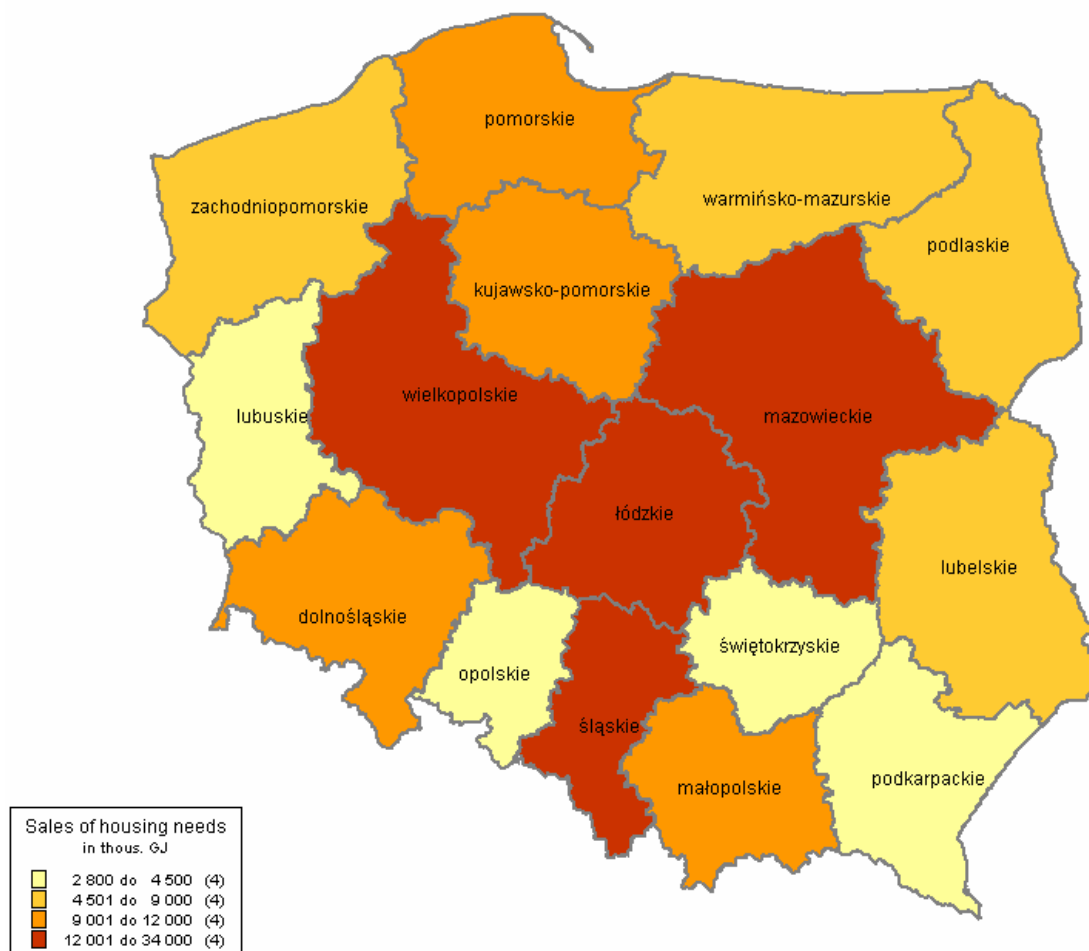 pomorskie
zachodniopomorskie
warmińsko-mazurskie
podlaskie
kujawsko-pomorskie
wielkopolskie
lubuskie
mazowieckie
łódzkie
lubelskie
dolnośląskie
świętokrzyskie
opolskie
śląskie
podkarpackie
małopolskie
Sales of housing needs
in thous. GJ
2 800 do 4 500 (4)
4 501 do 9 000 (4)
9 001 do 12 000 (4)
12 001 do 34 000 (4)